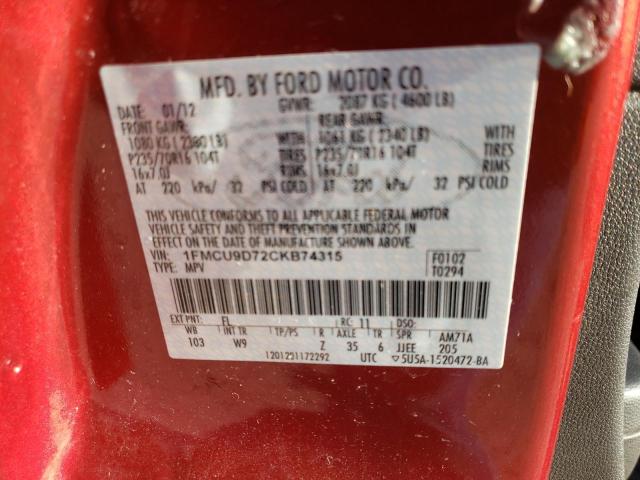 MFD. BY FORD MOTOR CO.
DATE: 01/12 GVWR: 2087 KG ( 4600 LB)
FRONT GAWR: REAR GAWR:
1080 KG ( 2380 LB) WITH 1061 KG ( 2340 LB) WITH
P235/70R16 104T TIRES P235/70R16 104T TIRES
16x7.0J RIMS 16x7.0J RIMS
AT 220 kPa/ 32 PSI COLD AT 220 kPa/ 32 PSI COLD
THIS VEHICLE CONFORMS TO ALL APPLICABLE FEDERAL MOTOR
VEHICLE SAFETY AND THEFT PREVENTION STANDARDS IN
EFFECT ON THE DATE OF MANUFACTURE SHOWN ABOVE.
VIN: 1FMCU9D72CKB74315 F0102
TYPE: MPV T0294
EXT PNT: EL RC: 11 DSO:
WB INT TR TP/PS R AXLE TR SPR AM71A
103 W9 Z 35 6 JJEE 205
1201251172292 UTC ▽5U5A-1520472-BA